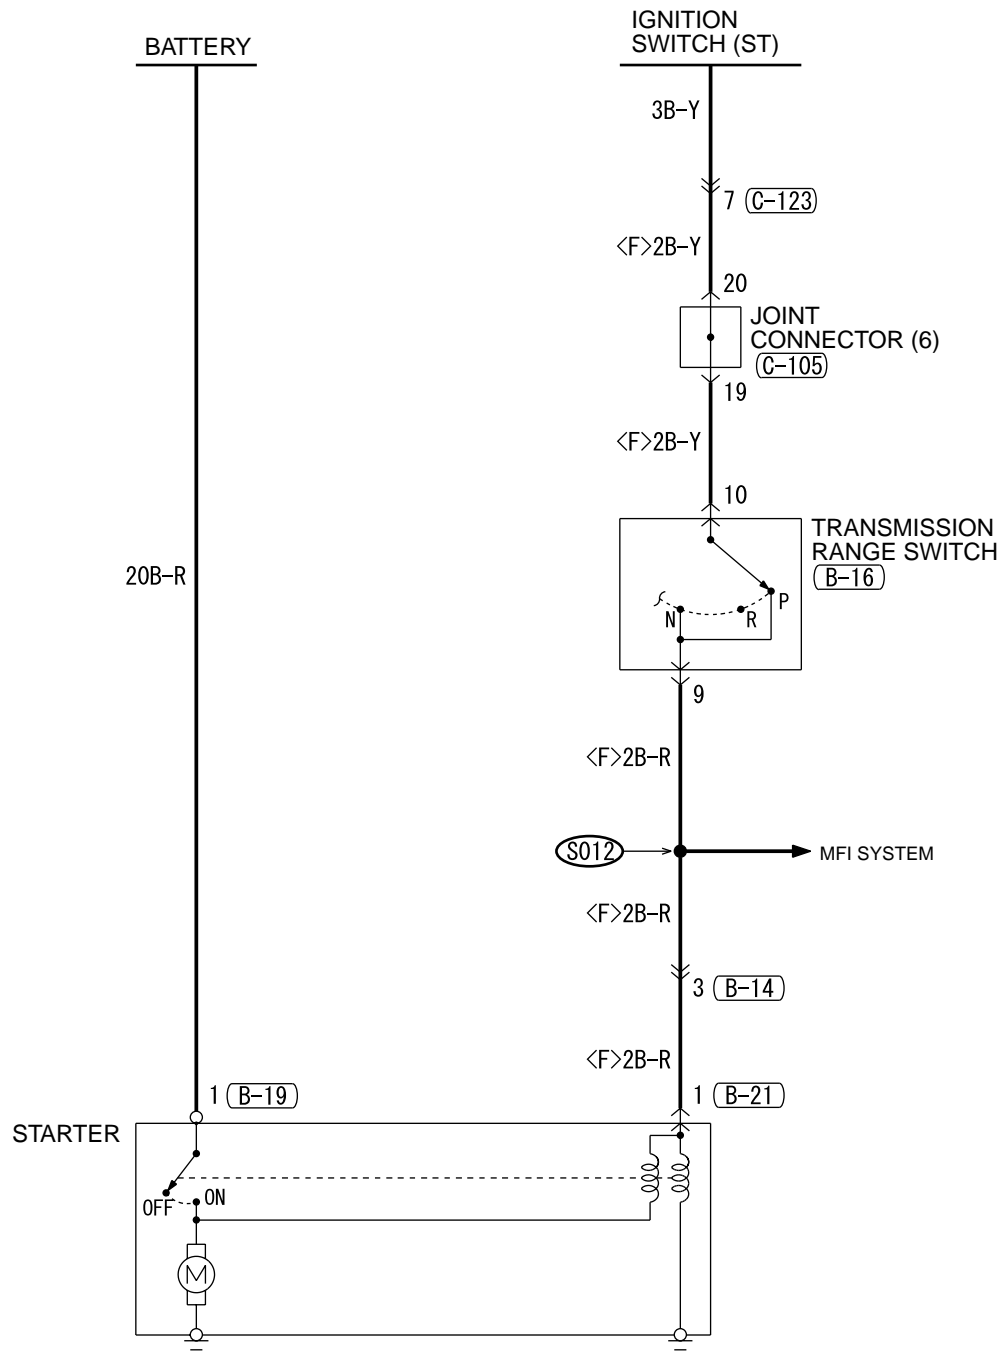 BATTERY
IGNITION
SWITCH (ST)
3B-Y
7 C-123
<F>2B-Y
20
JOINT
CONNECTOR (6)
C-105
19
<F>2B-Y
10
TRANSMISSION
RANGE SWITCH
B-16
20B-R
P
N
R
9
<F>2B-R
S012
MFI SYSTEM
<F>2B-R
3 B-14
<F>2B-R
1 B-19
1 B-21
STARTER
OFF
ON
M